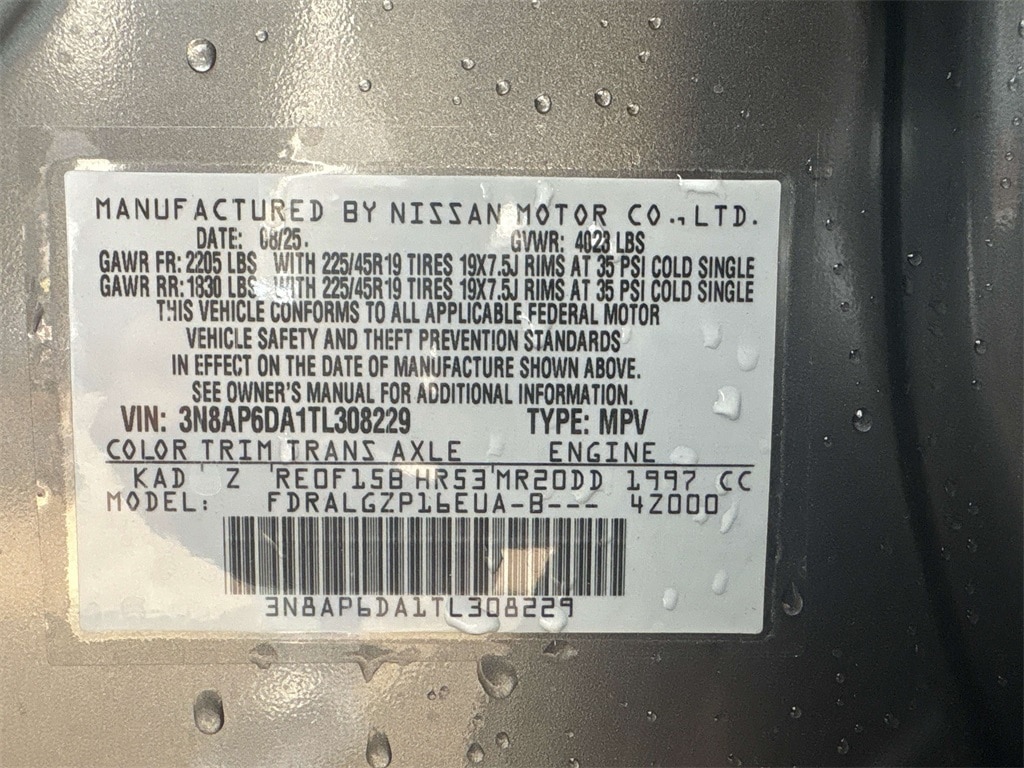 MANUFACTURED BY NISSAN MOTOR CO., LTD.
DATE: 08/25 GVWR: 4023 LBS
GAWR FR: 2205 LBS WITH 225/45R19 TIRES 19X7.5J RIMS AT 35 PSI COLD SINGLE
GAWR RR: 1830 LBS WITH 225/45R19 TIRES 19X7.5J RIMS AT 35 PSI COLD SINGLE
THIS VEHICLE CONFORMS TO ALL APPLICABLE FEDERAL MOTOR
VEHICLE SAFETY AND THEFT PREVENTION STANDARDS
IN EFFECT ON THE DATE OF MANUFACTURE SHOWN ABOVE.
SEE OWNER'S MANUAL FOR ADDITIONAL INFORMATION.
VIN: 3N8AP6DA1TL308229 TYPE: MPV
COLOR TRIM TRANS AXLE ENGINE
KAD Z RE0F15B HR53 MR20DD 1997 CC
MODEL: FDRALGZP16EUA-B--- 4Z000
3N8AP6DA1TL308229